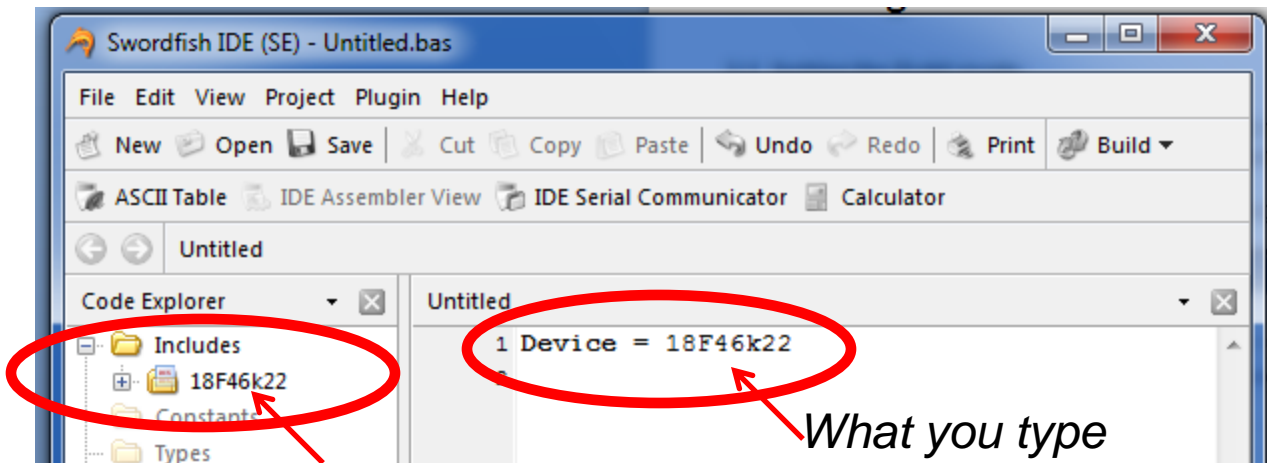 Swordfish IDE (SE) - Untitled.bas
File Edit View Project Plugin Help
New Open Save Cut Copy Paste Undo Redo Print Build
ASCII Table IDE Assembler View IDE Serial Communicator Calculator
Untitled
Code Explorer
Untitled
Includes
18F46k22
Constants
Types
1 Device = 18F46k22
What you type